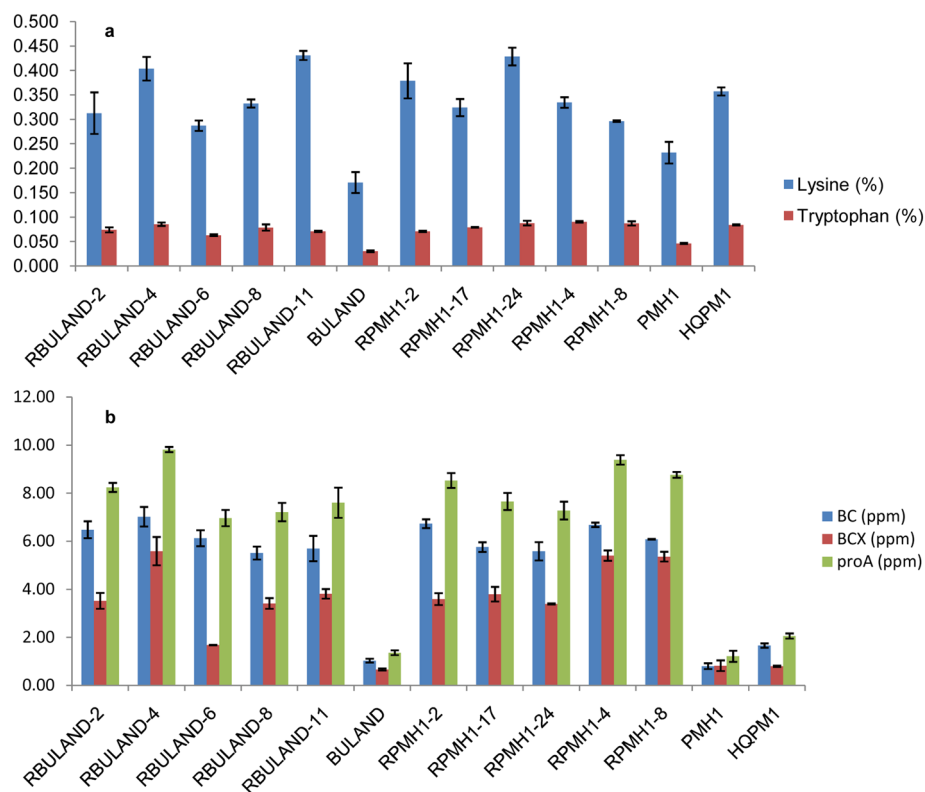 a
0.500
0.450
0.400
0.350
0.300
0.250
0.200
0.150
0.100
0.050
0.000
Lysine (%)
Tryptophan (%)
RBULAND-2
RBULAND-4
RBULAND-6
RBULAND-8
RBULAND-11
BULAND
RPMH1-2
RPMH1-17
RPMH1-24
RPMH1-4
RPMH1-8
PMH1
HQPM1
b
12.00
10.00
8.00
6.00
4.00
2.00
0.00
BC (ppm)
BCX (ppm)
proA (ppm)
RBULAND-2
RBULAND-4
RBULAND-6
RBULAND-8
RBULAND-11
BULAND
RPMH1-2
RPMH1-17
RPMH1-24
RPMH1-4
RPMH1-8
PMH1
HQPM1